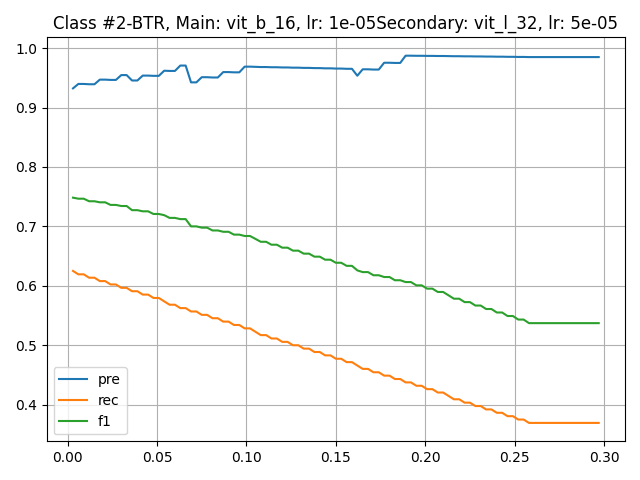 Class #2-BTR, Main: vit_b_16, lr: 1e-05Secondary: vit_l_32, lr: 5e-05
1.0
0.9
0.8
0.7
0.6
0.5
0.4
pre
rec
f1
0.00 0.05 0.10 0.15 0.20 0.25 0.30